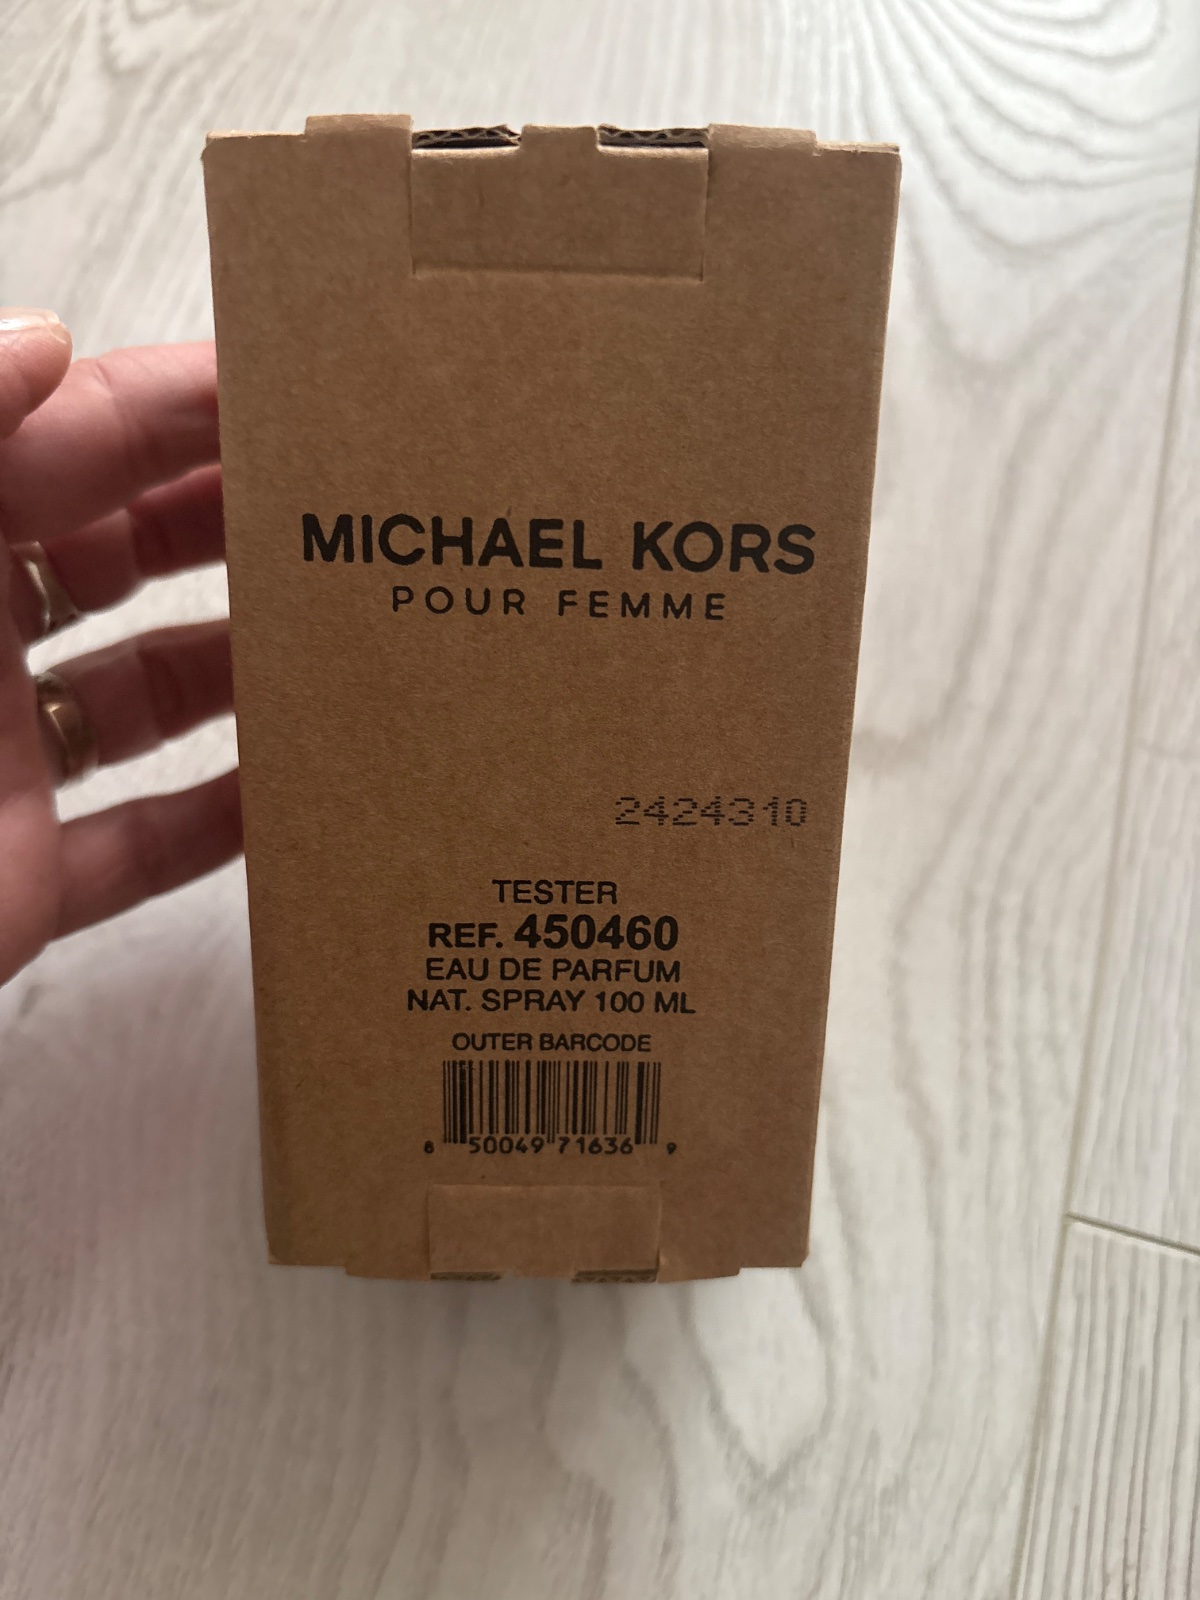 MICHAEL KORS
POUR FEMME
2424310
TESTER
REF. 450460
EAU DE PARFUM
NAT. SPRAY 100 ML
OUTER BARCODE
8 50049 71636 9